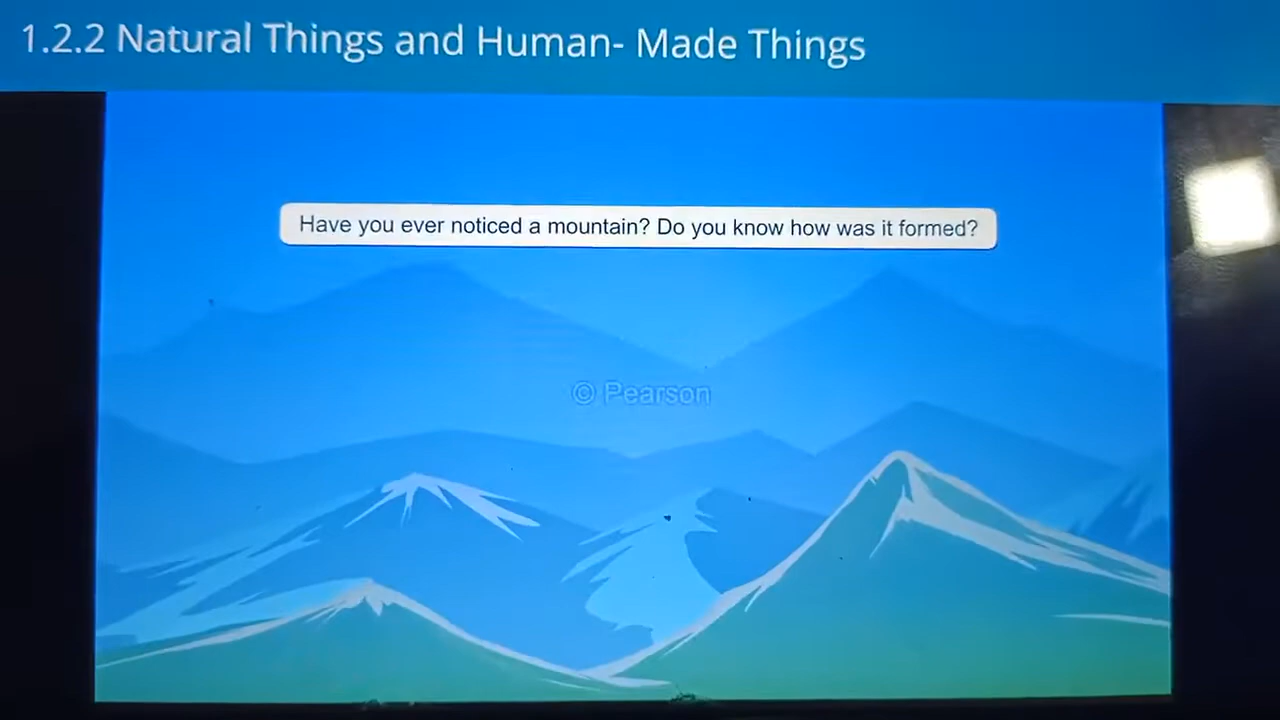 1.2.2 Natural Things and Human- Made Things
Have you ever noticed a mountain? Do you know how was it formed?
© Pearson